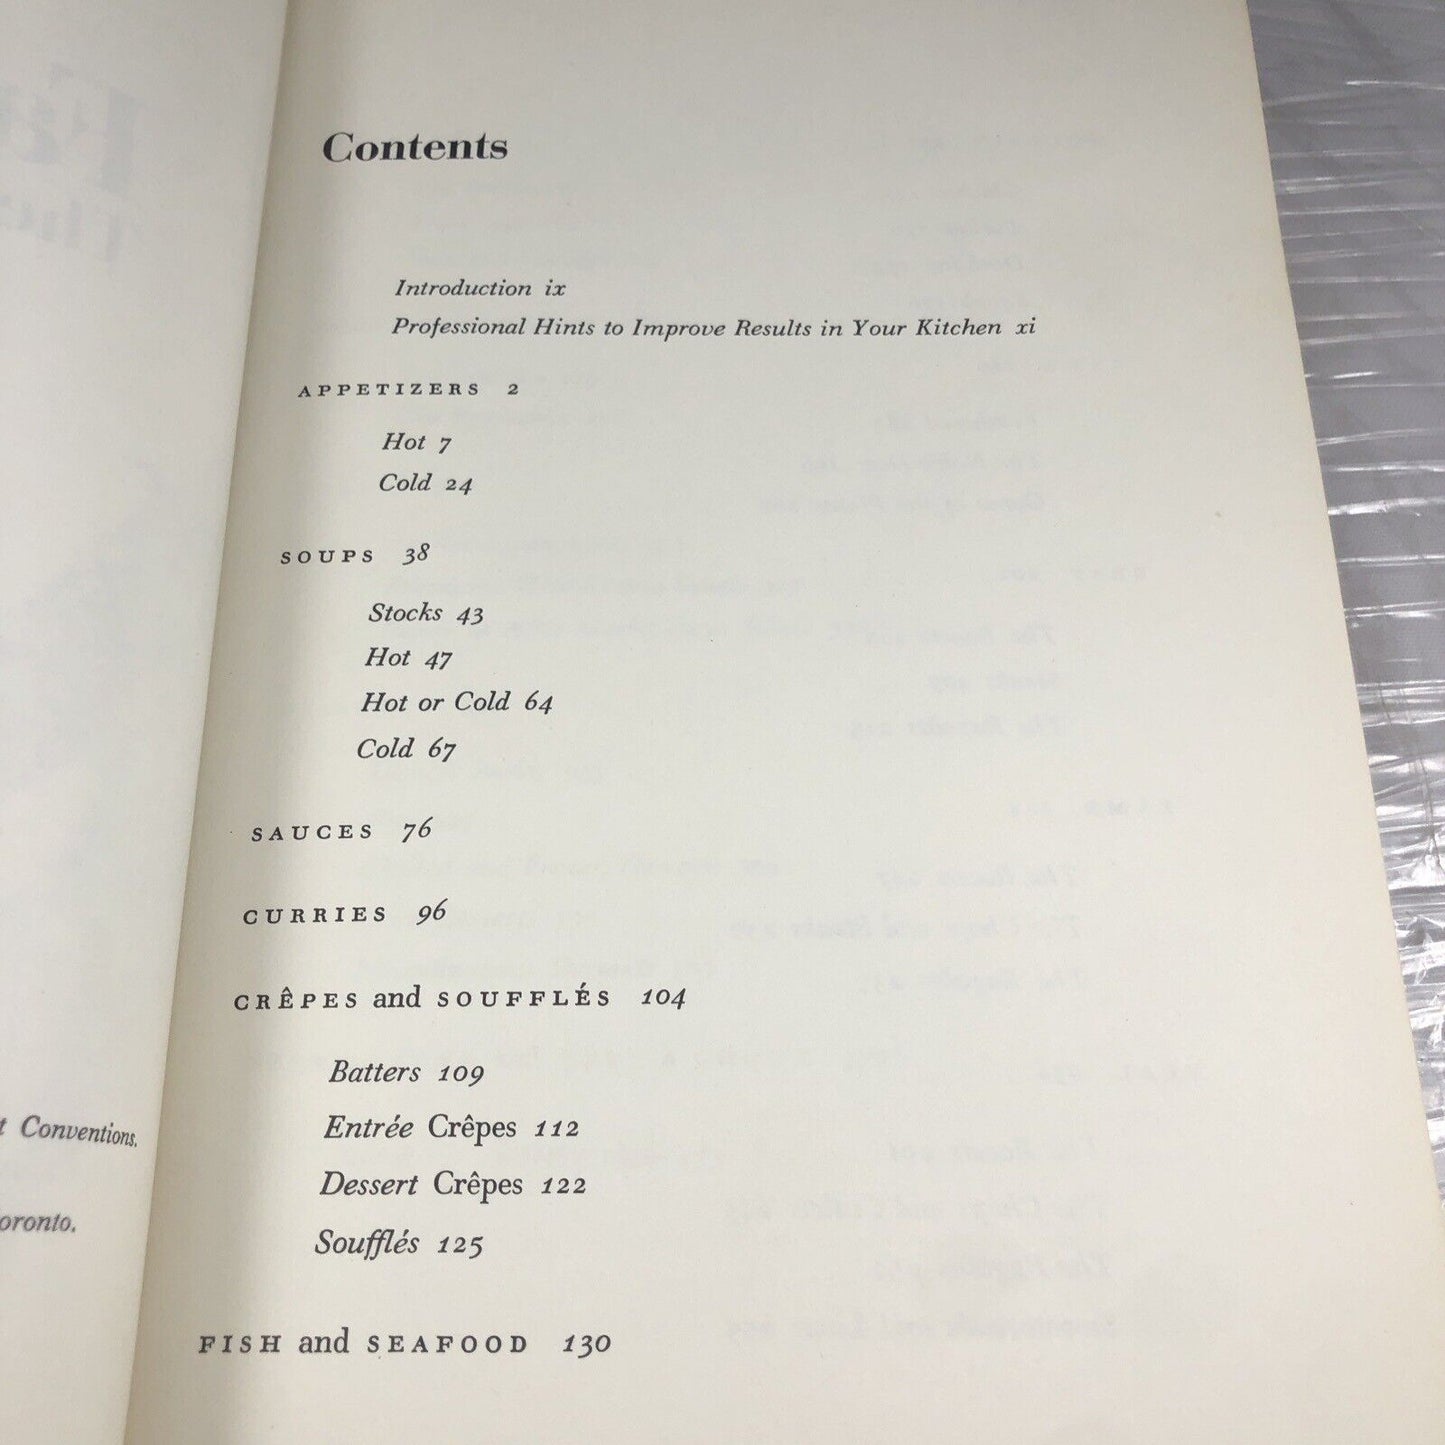 Contents
Introduction ix
Professional Hints to Improve Results in Your Kitchen xi
APPETIZERS 2
Hot 7
Cold 24
SOUPS 38
Stocks 43
Hot 47
Hot or Cold 64
Cold 67
SAUCES 76
CURRIES 96
CRÊPES and SOUFFLÉS 104
Batters 109
Entrée Crêpes 112
Dessert Crêpes 122
Soufflés 125
FISH and SEAFOOD 130
Conventions.